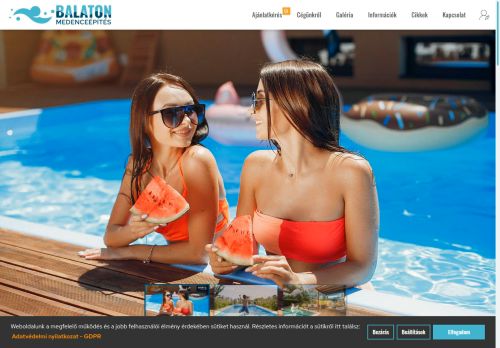 BALATON
MEDENCEÉPÍTÉS
Ajánlatkérés Cégünkről Galéria Információk Cikkek Kapcsolat
Weboldalunk a megfelelő működés és a jobb felhasználói élmény érdekében sütiket használ. Részletes információt a sütikről itt találsz:
Adatvédelmi nyilatkozat - GDPR
Bezárás Beállítások Elfogadom